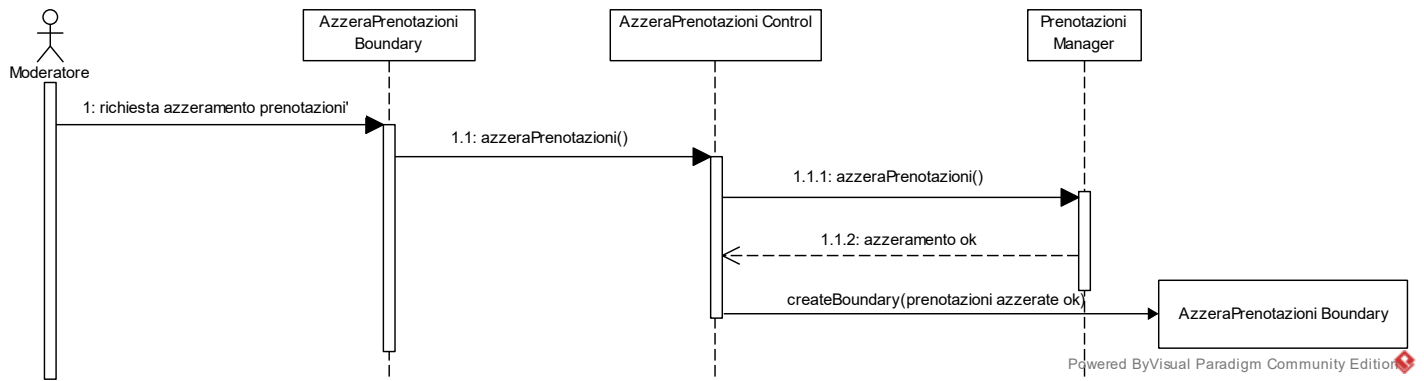 AzzeraPrenotazioni
Boundary
AzzeraPrenotazioni Control
Prenotazioni
Manager
Moderatore
1: richiesta azzeramento prenotazioni'
1.1: azzeraPrenotazioni()
1.1.1: azzeraPrenotazioni()
1.1.2: azzeramento ok
createBoundary(prenotazioni azzerate ok)
AzzeraPrenotazioni Boundary
Powered ByVisual Paradigm Community Edition